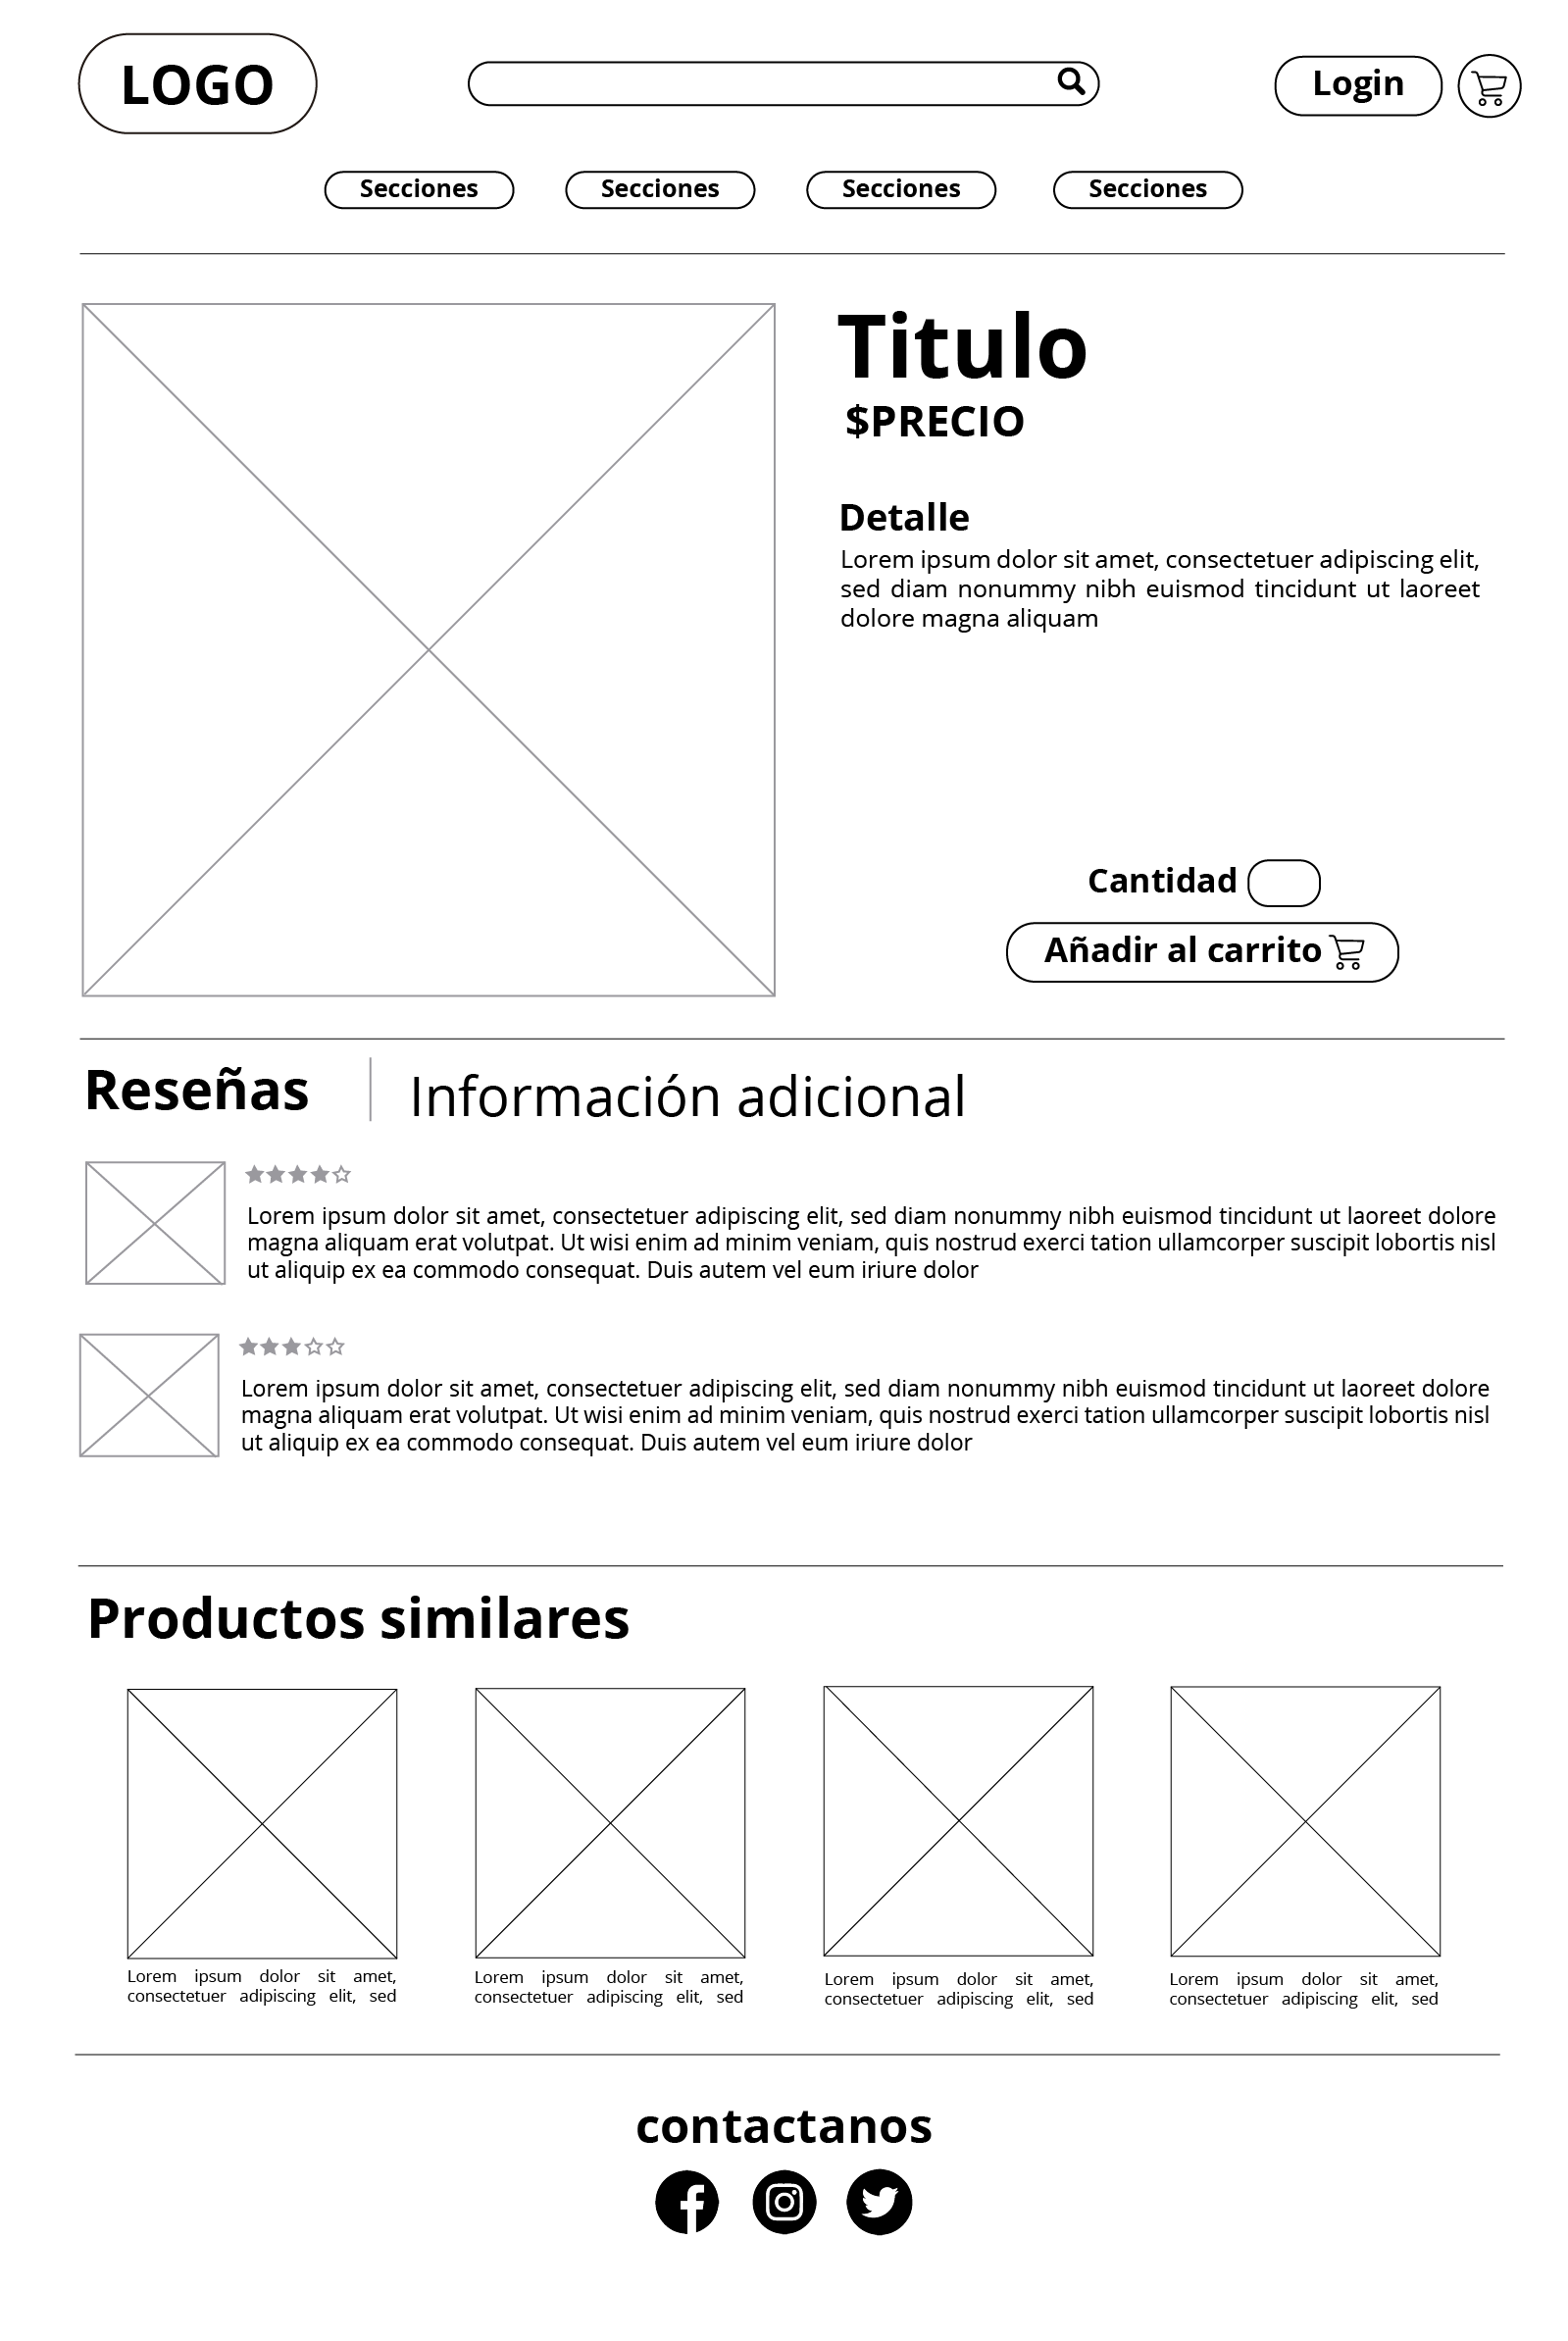 LOGO
Login
Secciones
Secciones
Secciones
Secciones
Titulo
$PRECIO
Detalle
Lorem ipsum dolor sit amet, consectetuer adipiscing elit,
sed diam nonummy nibh euismod tincidunt ut laoreet
dolore magna aliquam
Cantidad
Añadir al carrito
Reseñas
Información adicional
Lorem ipsum dolor sit amet, consectetuer adipiscing elit, sed diam nonummy nibh euismod tincidunt ut laoreet dolore
magna aliquam erat volutpat. Ut wisi enim ad minim veniam, quis nostrud exerci tation ullamcorper suscipit lobortis nisl
ut aliquip ex ea commodo consequat. Duis autem vel eum iriure dolor
Lorem ipsum dolor sit amet, consectetuer adipiscing elit, sed diam nonummy nibh euismod tincidunt ut laoreet dolore
magna aliquam erat volutpat. Ut wisi enim ad minim veniam, quis nostrud exerci tation ullamcorper suscipit lobortis nisl
ut aliquip ex ea commodo consequat. Duis autem vel eum iriure dolor
Productos similares
Lorem ipsum dolor sit amet,
consectetuer adipiscing elit, sed
Lorem ipsum dolor sit amet,
consectetuer adipiscing elit, sed
Lorem ipsum dolor sit amet,
consectetuer adipiscing elit, sed
Lorem ipsum dolor sit amet,
consectetuer adipiscing elit, sed
contactanos